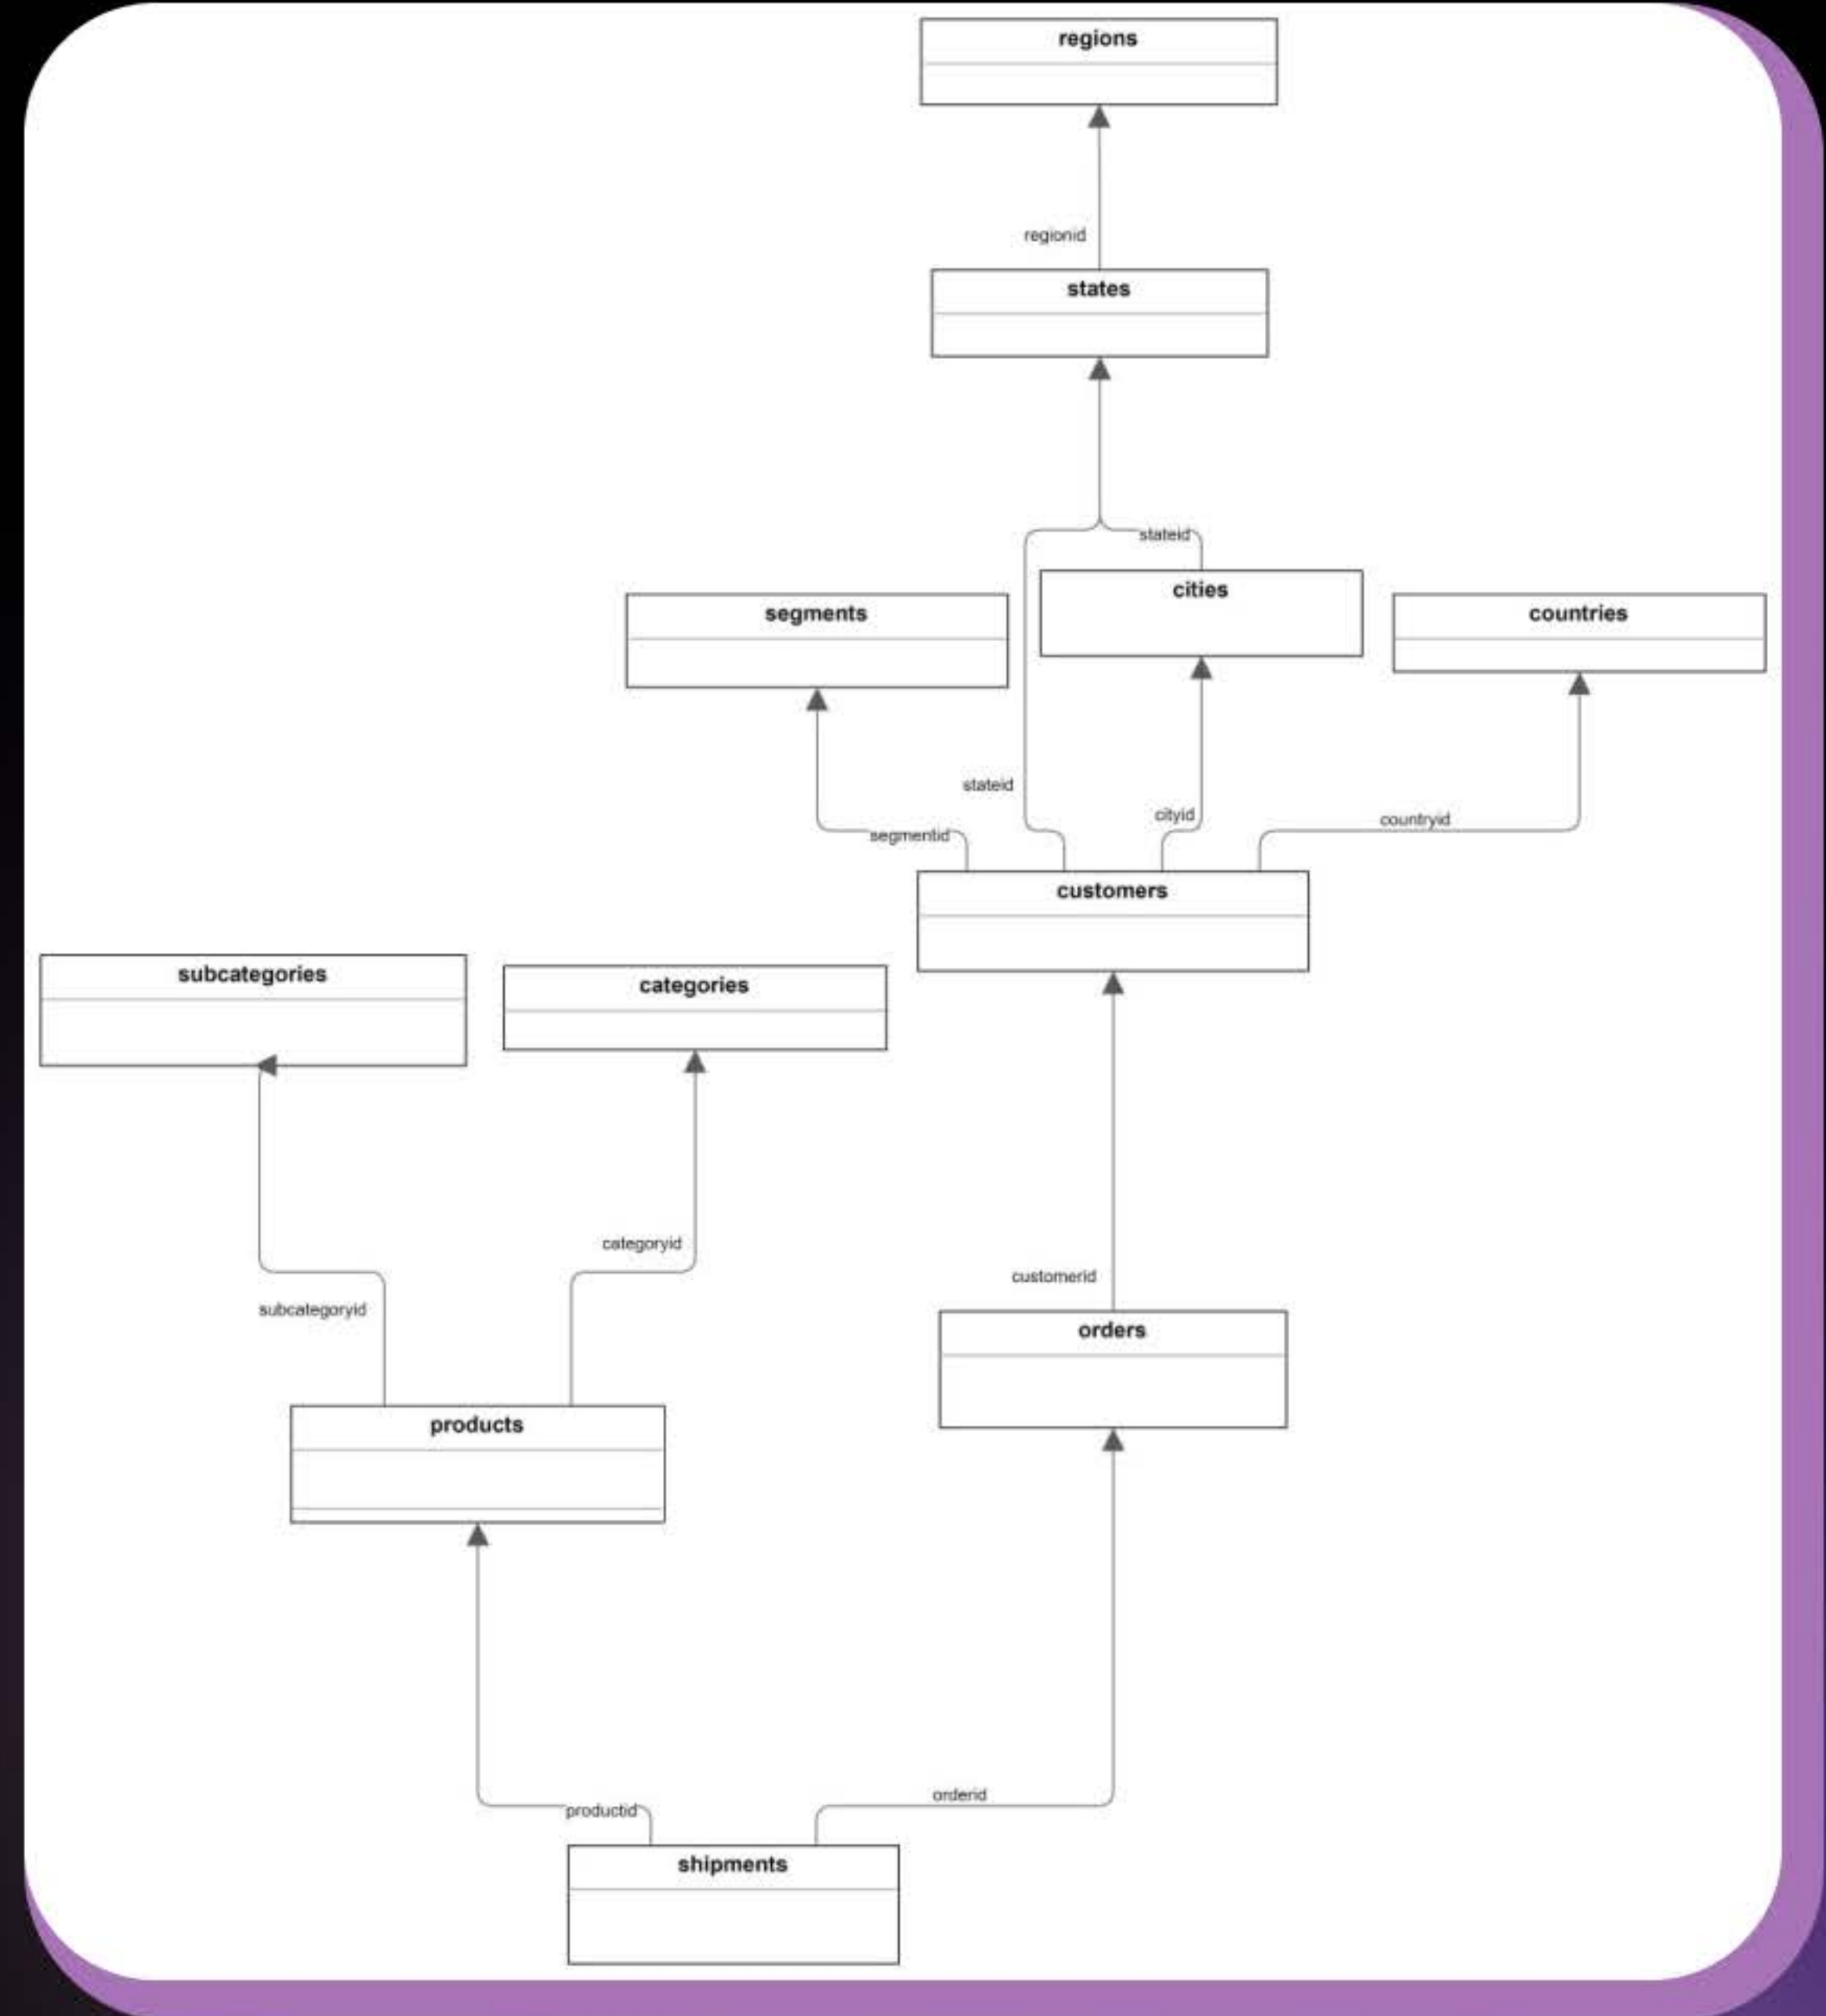 regions
regionid
states
stateid
cities
segments
countries
stateid
cityid
countryid
segmentid
customers
subcategories
categories
categoryid
customerid
subcategoryid
orders
products
orderid
productid
shipments